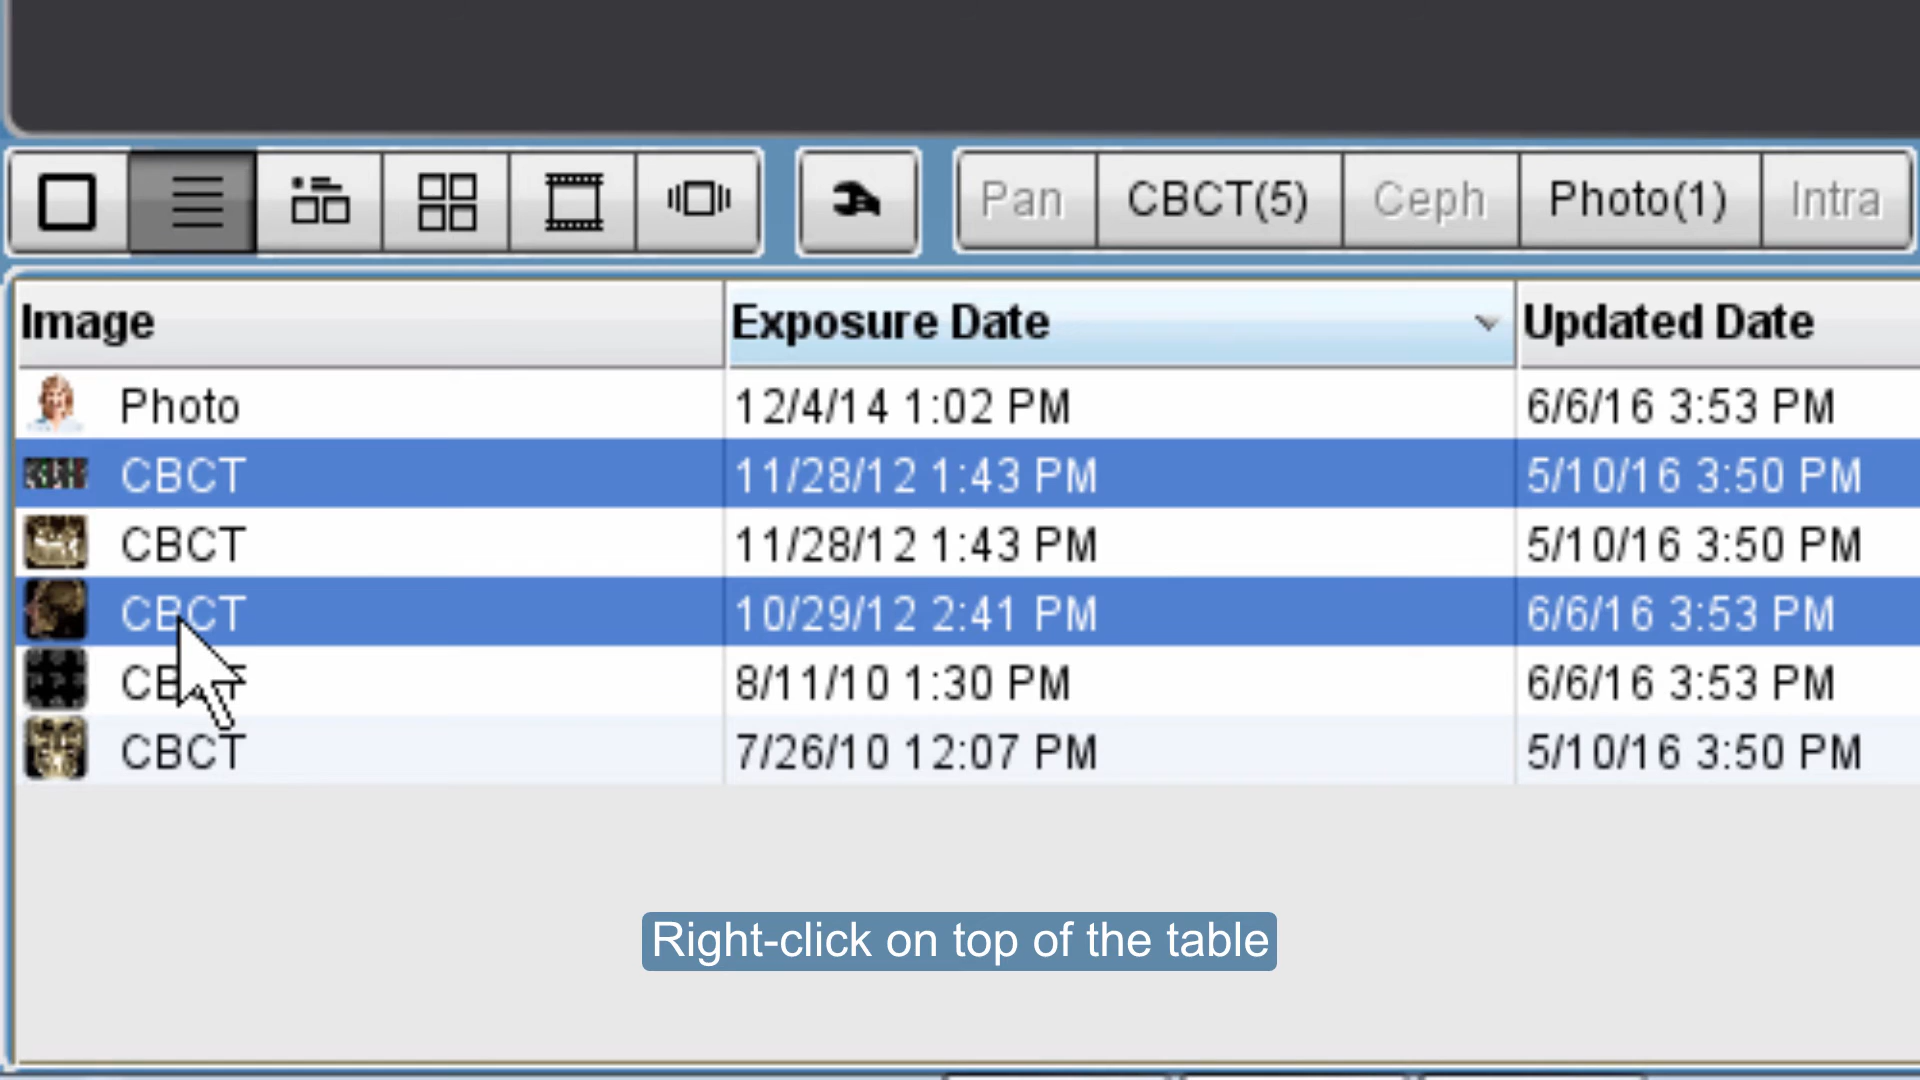 Pan CBCT(5) Ceph Photo(1) Intra
Image Exposure Date Updated Date
Photo 12/4/14 1:02 PM 6/6/16 3:53 PM
CBCT 11/28/12 1:43 PM 5/10/16 3:50 PM
CBCT 11/28/12 1:43 PM 5/10/16 3:50 PM
CBCT 10/29/12 2:41 PM 6/6/16 3:53 PM
CBCT 8/11/10 1:30 PM 6/6/16 3:53 PM
CBCT 7/26/10 12:07 PM 5/10/16 3:50 PM
Right-click on top of the table